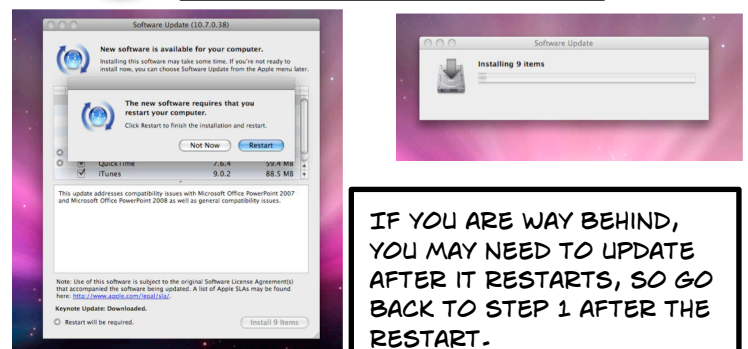 Software Update (10.7.0.38)
New software is available for your computer.
Installing this software may take some time. If you're not ready to
install now, you can choose Software Update from the Apple menu later.
The new software requires that you
restart your computer.
Click Restart to finish the installation and restart.
Not Now Restart
QuickTime 7.6.4 59.4 MB
iTunes 9.0.2 88.5 MB
This update addresses compatibility issues with Microsoft Office PowerPoint 2007
and Microsoft Office PowerPoint 2008 as well as general compatibility issues.
Note: Use of this software is subject to the original Software License Agreement(s)
that accompanied the software being updated. A list of Apple SLAs may be found
here: http://www.apple.com/legal/sla/.
Keynote Update: Downloaded.
Restart will be required. Install 9 Items
Software Update
Installing 9 items
IF YOU ARE WAY BEHIND,
YOU MAY NEED TO UPDATE
AFTER IT RESTARTS, SO GO
BACK TO STEP 1 AFTER THE
RESTART.